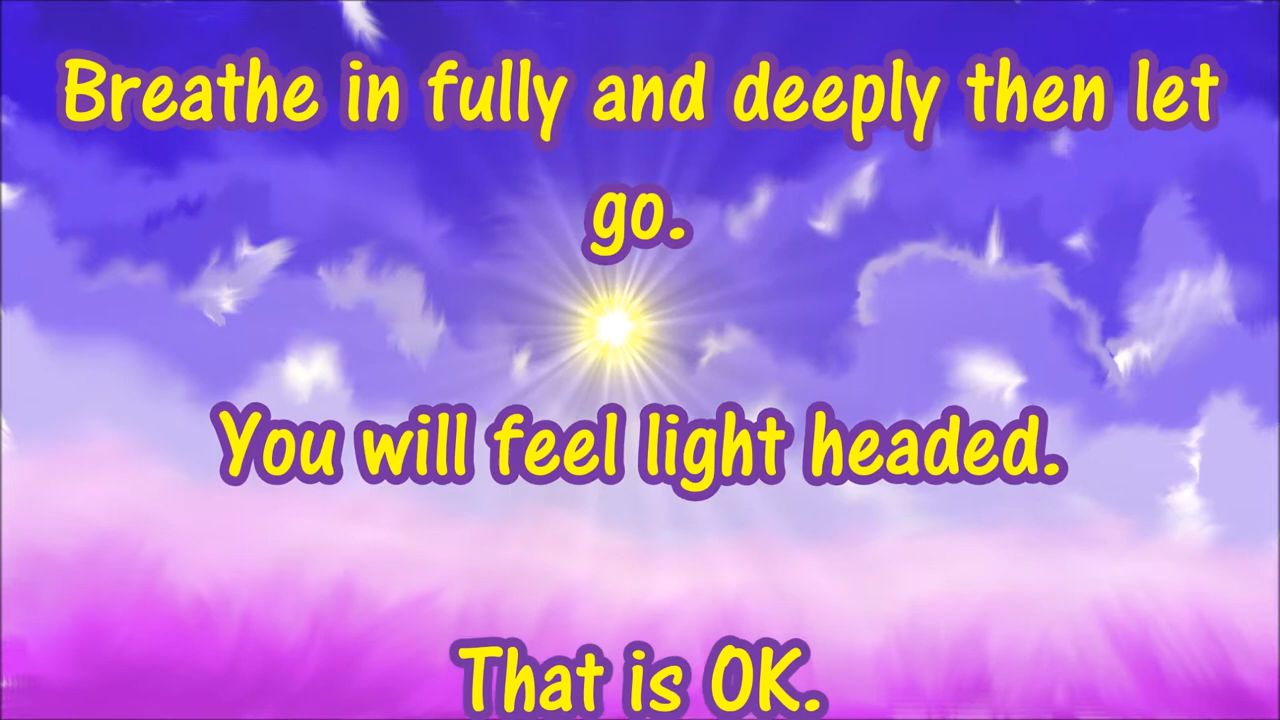 Breathe in fully and deeply then let
go.
You will feel light headed.
That is OK.